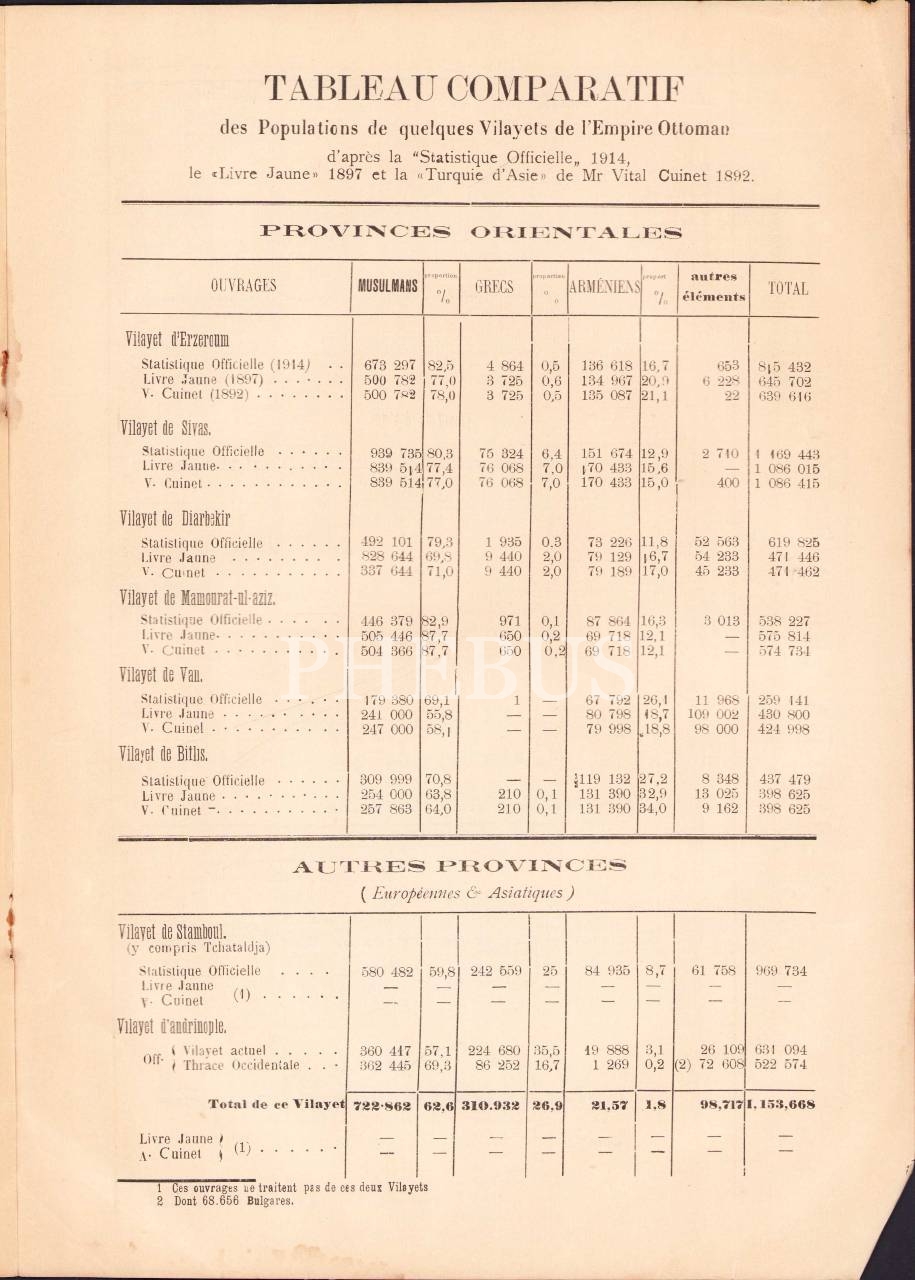 TABLEAU COMPARATIF
des Populations de quelques Vilayets de l'Empire Ottoman
d'après la "Statistique Officielle„ 1914,
le «Livre Jaune» 1897 et la «Turquie d'Asie» de Mr Vital Cuinet 1892.
PROVINCES ORIENTALES
OUVRAGES MUSULMANS proportion % GRECS proportion % ARMÉNIENS propart % autres éléments TOTAL
Vilayet d'Erzeroum
Statistique Officielle (1914) . . 673 297 82,5 4 864 0,5 136 618 16,7 653 815 432
Livre Jaune (1897) . . . . . . . 500 782 77,0 3 725 0,6 134 967 20,9 6 228 645 702
V. Cuinet (1892) . . . . . . . . 500 782 78,0 3 725 0,5 135 087 21,1 22 639 616
Vilayet de Sivas.
Statistique Officielle . . . . . . 939 735 80,3 75 324 6,4 151 674 12,9 2 710 1 169 443
Livre Jaune. . . . . . . . . . . 839 514 77,4 76 068 7,0 170 433 15,6 — 1 086 015
V. Cuinet . . . . . . . . . . . . 839 514 77,0 76 068 7,0 170 433 15,0 400 1 086 415
Vilayet de Diarbékir
Statistique Officielle . . . . . . 492 101 79,3 1 935 0,3 73 226 11,8 52 563 619 825
Livre Jaune . . . . . . . . . 828 644 69,8 9 440 2,0 79 129 16,7 54 233 471 446
V. Cuinet . . . . . . . . . . . 337 644 71,0 9 440 2,0 79 189 17,0 45 233 471 462
Vilayet de Mamourat-ul-aziz.
Statistique Officielle . . . . . . 446 379 82,9 971 0,1 87 864 16,3 3 013 538 227
Livre Jaune. . . . . . . . . . . 505 446 87,7 650 0,2 69 718 12,1 — 575 814
V. Cuinet . . . . . . . . . . . 504 366 87,7 650 0,2 69 718 12,1 — 574 734
PHEBUS
Vilayet de Van.
Statistique Officielle . . . . . . 179 380 69,1 1 — 67 792 26,1 11 968 259 141
Livre Jaune . . . . . . . . . . 241 000 55,8 — — 80 798 18,7 109 002 430 800
V. Cuinel . . . . . . . . . . . 247 000 58,1 — — 79 998 18,8 98 000 424 998
Vilayet de Bitlis.
Statistique Officielle . . . . . . 309 999 70,8 — — 119 132 27,2 8 348 437 479
Livre Jaune . . . . . . . . . . 254 000 63,8 210 0,1 131 390 32,9 13 025 398 625
V. Cuinet . . . . . . . . . . . 257 863 64,0 210 0,1 131 390 34,0 9 162 398 625
AUTRES PROVINCES
( Européennes & Asiatiques )
Vilayet de Stamboul.
(y compris Tchataldja)
Statistique Officielle . . . . 580 482 59,8 242 559 25 84 935 8,7 61 758 969 734
Livre Jaune — — — — — — — —
V. Cuinet (1) . . . . . . — — — — — — — —
Vilayet d'andrinople.
Off. Vilayet actuel . . . . . 360 417 57,1 224 680 35,5 19 888 3,1 26 109 631 094
Thrace Occidentale . . . 362 445 69,3 86 252 16,7 1 269 0,2 (2) 72 608 522 574
Total de ce Vilayet 722.862 62,6 310.932 26,9 21,57 1,8 98,717 1,153,668
Livre Jaune — — — — — — — —
V. Cuinet (1) . . . . . . — — — — — — — —
1 Ces ouvrages ne traitent pas de ces deux Vilayets
2 Dont 68.656 Bulgares.